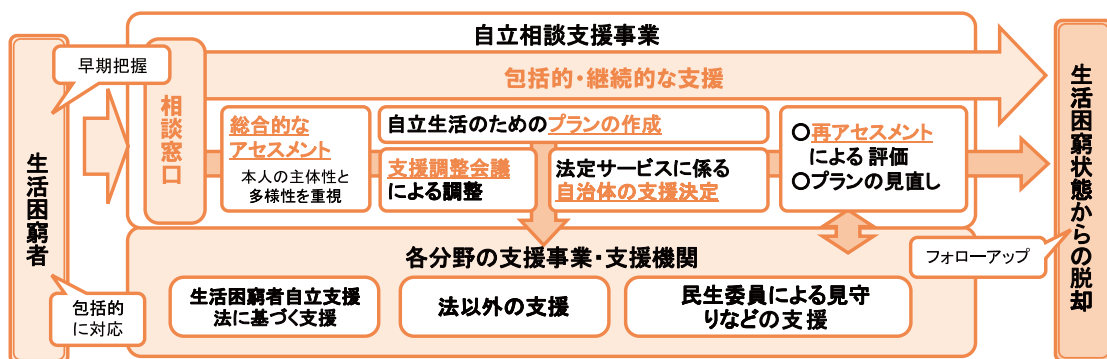 自立相談支援事業
生活困窮者
早期把握
包括的
に対応
相談窓口
包括的・継続的な支援
総合的な
アセスメント
本人の主体性と
多様性を重視
自立生活のためのプランの作成
支援調整会議
による調整
法定サービスに係る
自治体の支援決定
○再アセスメント
による 評価
○プランの見直し
各分野の支援事業・支援機関
生活困窮者自立支援
法に基づく支援
法以外の支援
民生委員による見守
りなどの支援
フォローアップ
生活困窮状態からの脱却